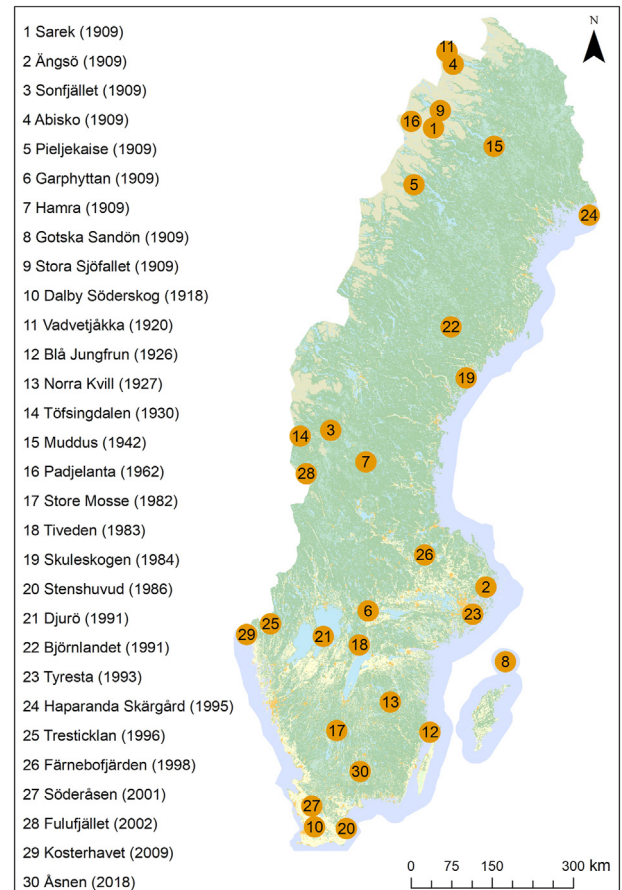 1 Sarek (1909)
2 Ängsö (1909)
3 Sonfjället (1909)
4 Abisko (1909)
5 Pieljekaise (1909)
6 Garphyttan (1909)
7 Hamra (1909)
8 Gotska Sandön (1909)
9 Stora Sjöfallet (1909)
10 Dalby Söderskog (1918)
11 Vadvetjåkka (1920)
12 Blå Jungfrun (1926)
13 Norra Kvill (1927)
14 Töfsingdalen (1930)
15 Muddus (1942)
16 Padjelanta (1962)
17 Store Mosse (1982)
18 Tiveden (1983)
19 Skuleskogen (1984)
20 Stenshuvud (1986)
21 Djurö (1991)
22 Björnlandet (1991)
23 Tyresta (1993)
24 Haparanda Skärgård (1995)
25 Tresticklan (1996)
26 Färnebofjärden (1998)
27 Söderåsen (2001)
28 Fulufjället (2002)
29 Kosterhavet (2009)
30 Åsnen (2018)
N
11
4
9
16
1
15
5
24
22
19
3
14
7
28
26
2
6
23
25
29
21
18
8
13
17
12
30
27
10
20
0 75 150 300 km